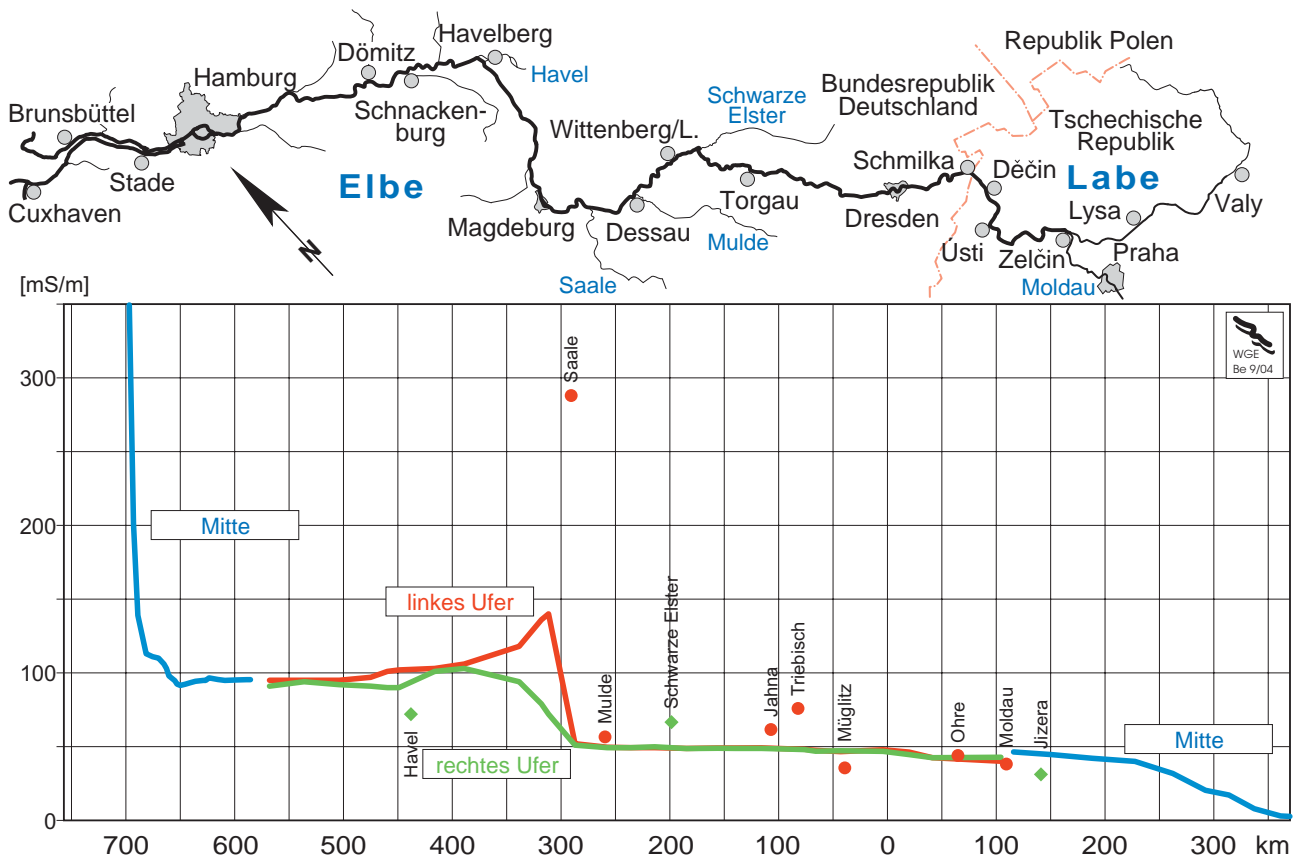 Havelberg
Republik Polen
Dömitz
Hamburg
Havel
Bundesrepublik
Deutschland
Schwarze
Elster
Brunsbüttel
Schnacken-
burg
Wittenberg/L.
Tschechische
Republik
Stade
Elbe
Schmilka
Děčin
Labe
Cuxhaven
Torgau
Magdeburg
Dessau
Dresden
Lysa
Valy
Mulde
Usti
Zelčin
Praha
N
Saale
Moldau
[mS/m]
WGE
Be 9/04
300
Saale
200
Mitte
linkes Ufer
Schwarze Elster
Triebisch
100
Mulde
Jahna
Müglitz
Ohre
Moldau
Jizera
Havel
rechtes Ufer
Mitte
0
700 600 500 400 300 200 100 0 100 200 300 km